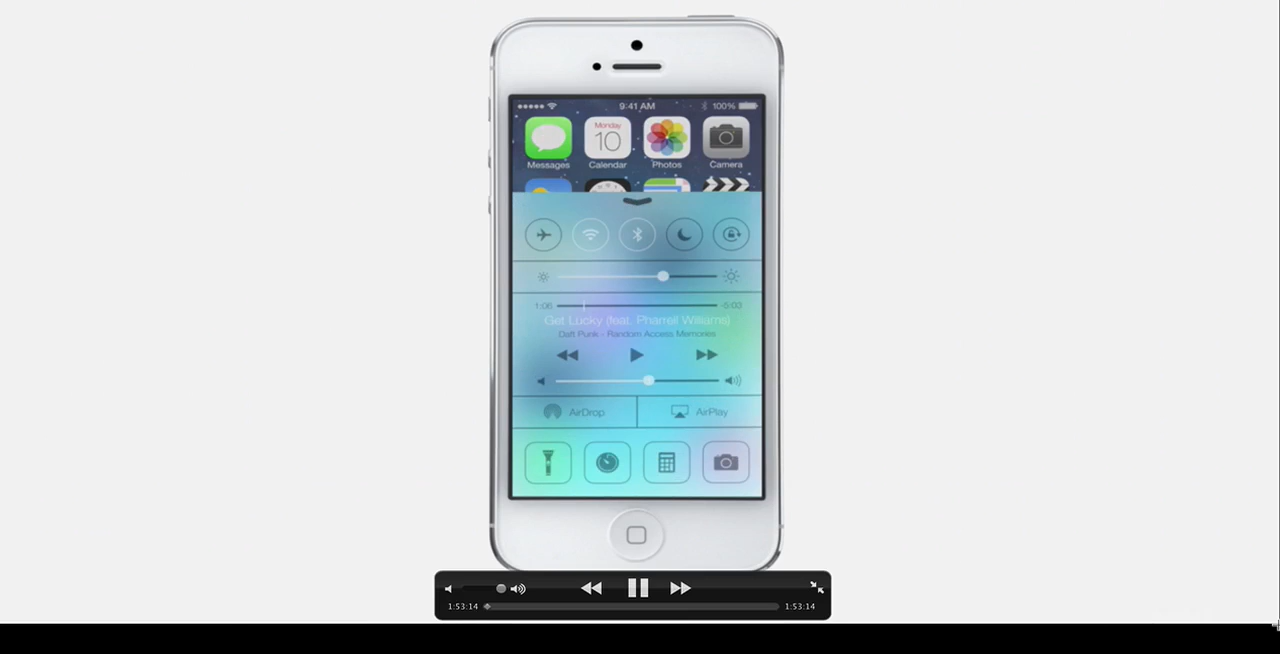 9:41 AM 100%
Monday
10
Messages Calendar Photos Camera
1:06 -5:03
Get Lucky (feat. Pharrell Williams)
Daft Punk - Random Access Memories
AirDrop AirPlay
1:53:14 1:53:14